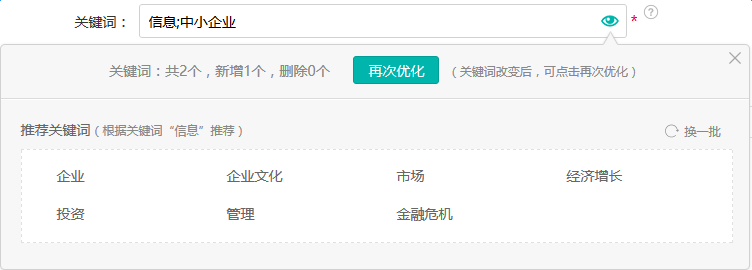 关键词： 信息;中小企业 * ?
关键词：共2个，新增1个，删除0个 再次优化 （关键词改变后，可点击再次优化）
推荐关键词（根据关键词“信息”推荐） 换一批
企业 企业文化 市场 经济增长
投资 管理 金融危机